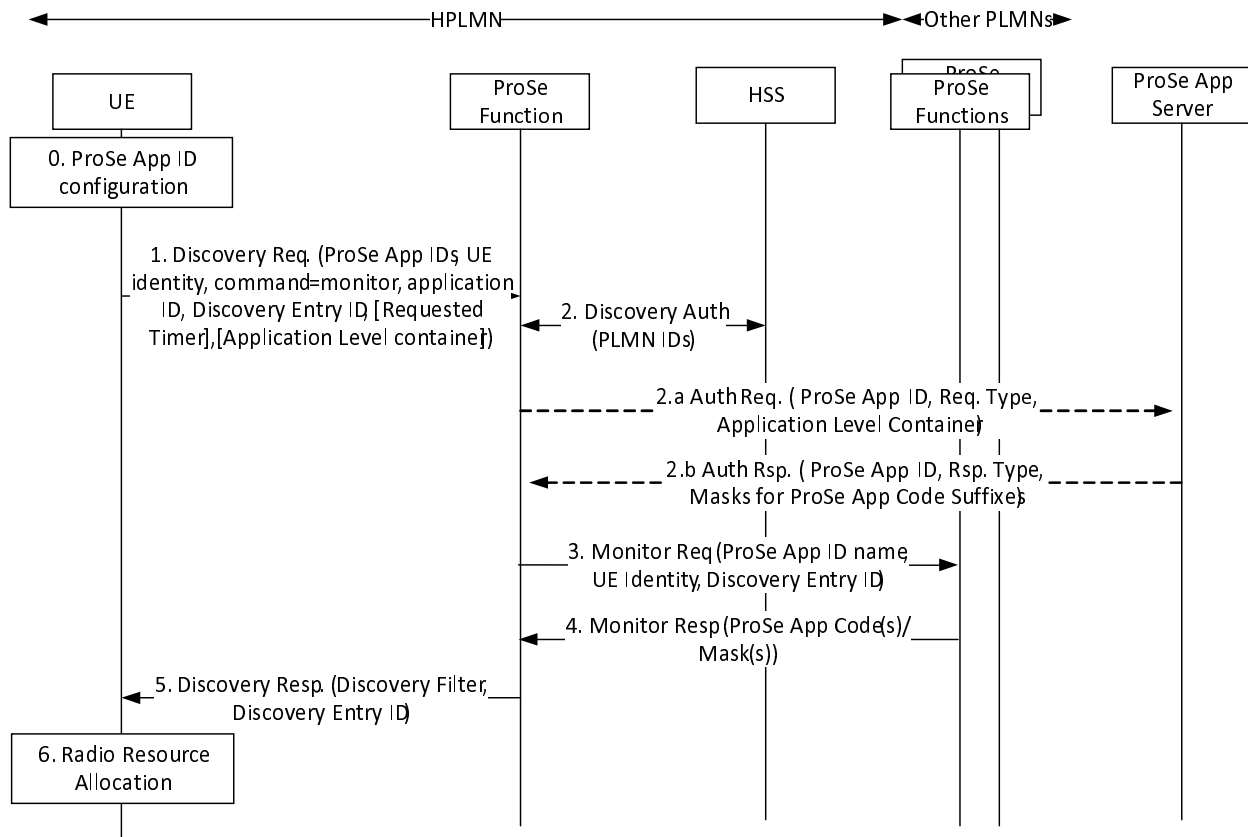 HPLMN
Other PLMNs
UE
ProSe
Function
HSS
ProSe
ProSe
Functions
ProSe App
Server
0. ProSe App ID
configuration
1. Discovery Req. (ProSe App IDs, UE
identity, command=monitor, application
ID, Discovery Entry ID, [Requested
Timer],[Application Level container])
2. Discovery Auth
(PLMN IDs)
2.a Auth Req. ( ProSe App ID, Req. Type,
Application Level Container)
2.b Auth Rsp. ( ProSe App ID, Rsp. Type,
Masks for ProSe App Code Suffixes)
3. Monitor Req (ProSe App ID name,
UE Identity, Discovery Entry ID)
4. Monitor Resp (ProSe App Code(s)/
Mask(s))
5. Discovery Resp. (Discovery Filter,
Discovery Entry ID)
6. Radio Resource
Allocation